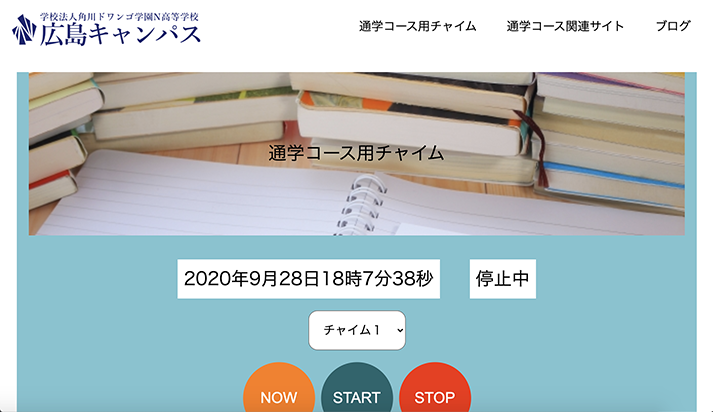 学校法人角川ドワンゴ学園N高等学校
広島キャンパス
通学コース用チャイム 通学コース関連サイト ブログ
通学コース用チャイム
2020年9月28日18時7分38秒 停止中
チャイム1
NOW START STOP